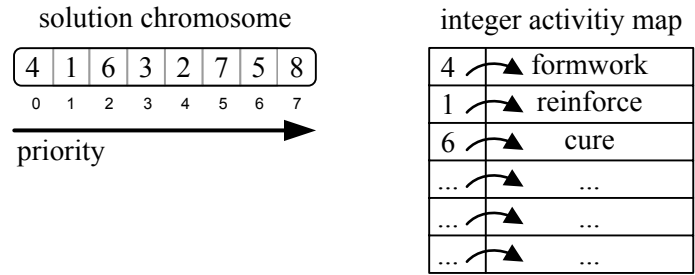 solution chromosome
4 1 6 3 2 7 5 8
0 1 2 3 4 5 6 7
priority
integer activitiy map
4 formwork
1 reinforce
6 cure
... ...
... ...
... ...